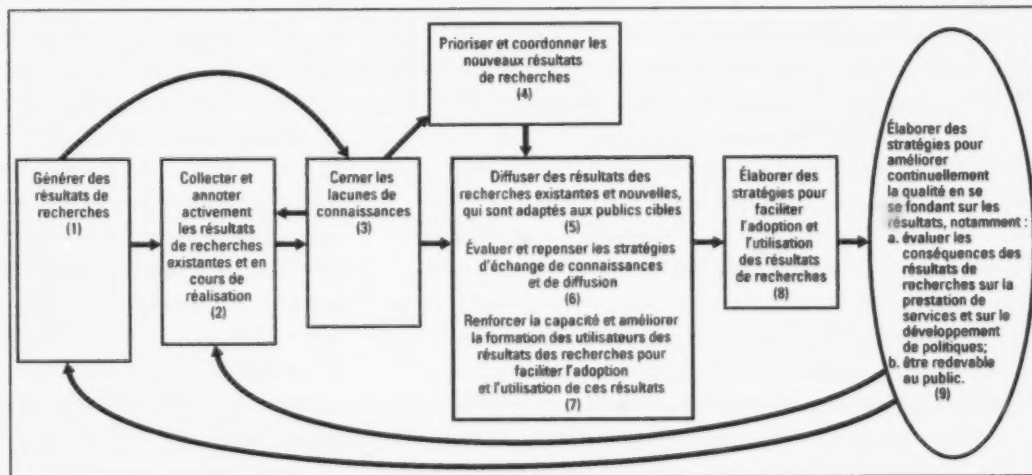 Générer des
résultats de
recherches
(1)
Collecter et
annoter
activement
les résultats
de recherches
existantes et en
cours de
réalisation
(2)
Cerner les
lacunes de
connaissances
(3)
Prioriser et coordonner les
nouveaux résultats
de recherches
(4)
Diffuser des résultats des
recherches existantes et nouvelles,
qui sont adaptés aux publics cibles
(5)
Évaluer et repenser les stratégies
d'échange de connaissances
et de diffusion
(6)
Renforcer la capacité et améliorer
la formation des utilisateurs des
résultats des recherches pour
faciliter l'adoption
et l'utilisation de ces résultats
(7)
Élaborer des
stratégies pour
faciliter
l'adoption et
l'utilisation
des résultats
de recherches
(8)
Élaborer des
stratégies pour
améliorer
continuellement
la qualité en se
se fondant sur les
résultats, notamment :
a. évaluer les
conséquences des
résultats de
recherches sur la
prestation de
services et sur le
développement
de politiques;
b. être redevable
au public.
(9)